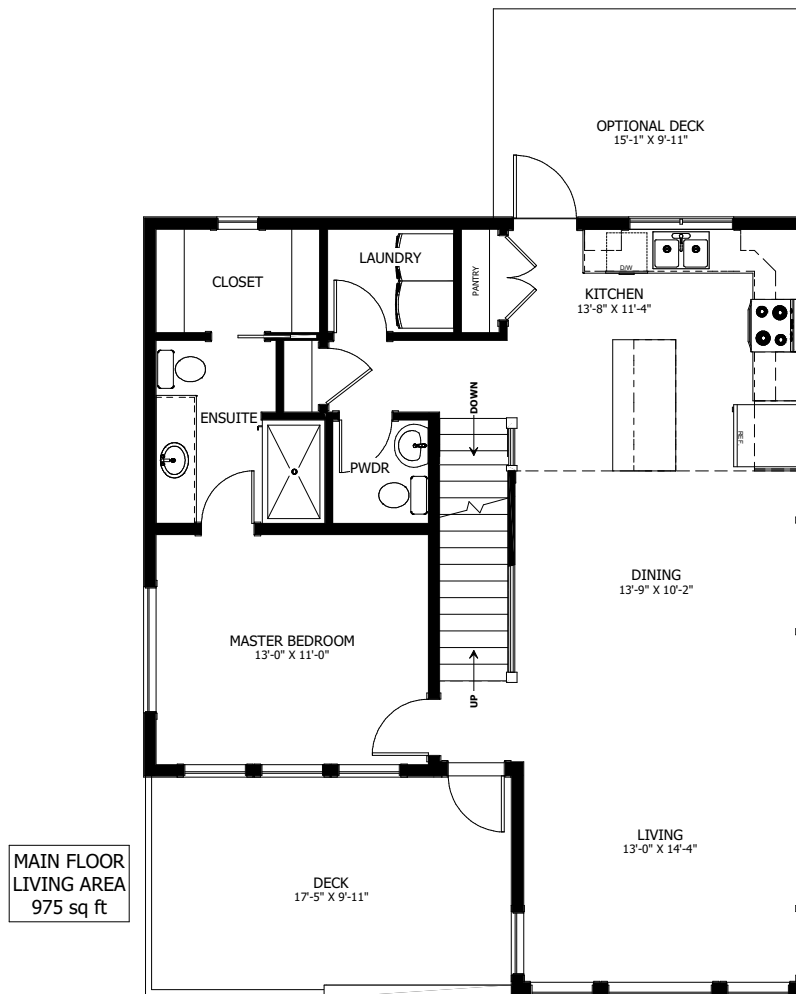 OPTIONAL DECK
15'-1" X 9'-11"
LAUNDRY
CLOSET
PANTRY
D/W
KITCHEN
13'-8" X 11'-4"
DOWN
ENSUITE
REF
PWDR
DINING
13'-9" X 10'-2"
MASTER BEDROOM
13'-0" X 11'-0"
UP
LIVING
13'-0" X 14'-4"
MAIN FLOOR
LIVING AREA
975 sq ft
DECK
17'-5" X 9'-11"